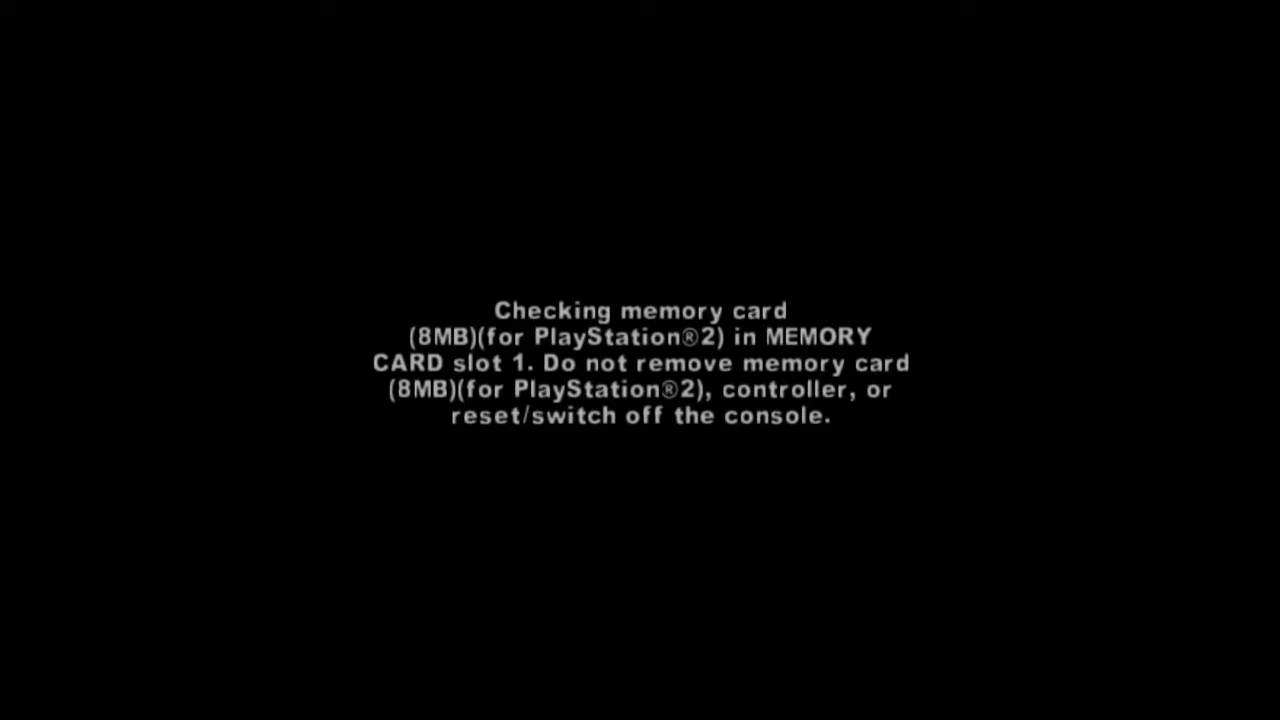 Checking memory card
(8MB)(for PlayStation®2) in MEMORY
CARD slot 1. Do not remove memory card
(8MB)(for PlayStation®2), controller, or
reset/switch off the console.